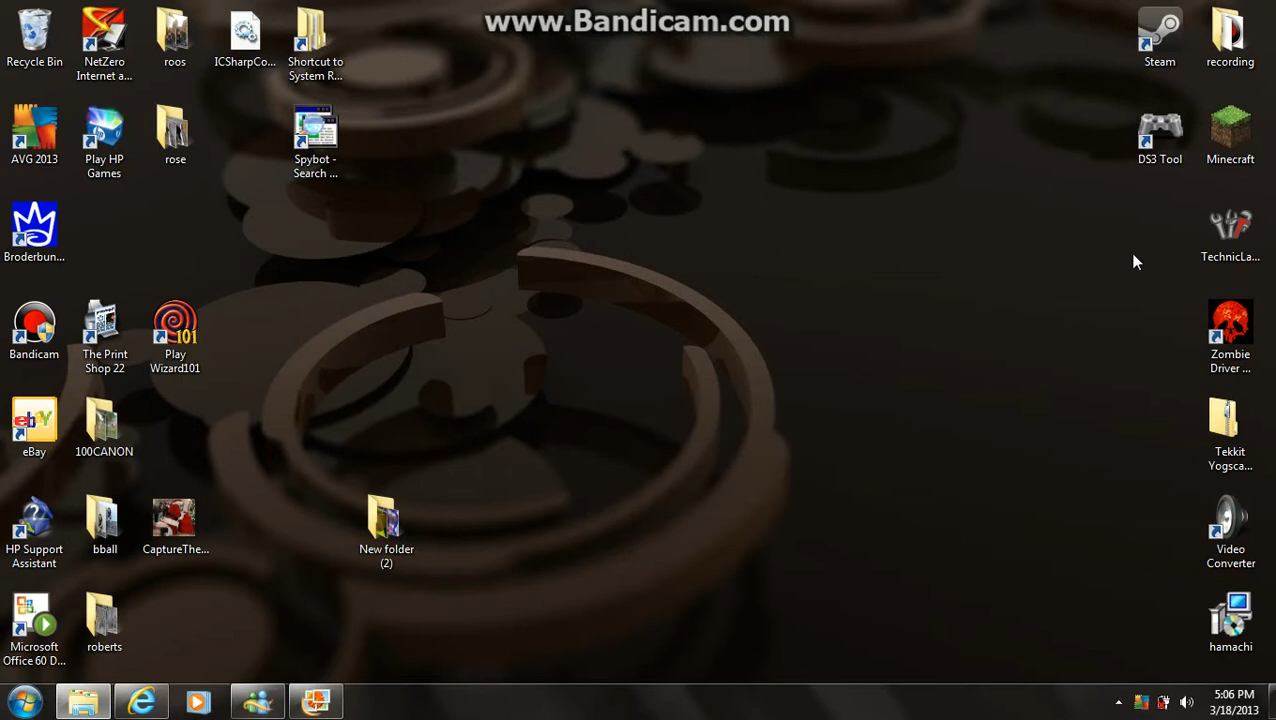 www.Bandicam.com
Recycle Bin
NetZero
Internet a...
roos
ICSharpCo...
Shortcut to
System R...
Steam
recording
AVG 2013
Play HP
Games
rose
Spybot -
Search ...
DS3 Tool
Minecraft
Broderbun...
TechnicLa...
Bandicam
The Print
Shop 22
101
Play
Wizard101
Zombie
Driver ...
ebY
eBay
100CANON
Tekkit
Yogsca...
HP Support
Assistant
bball
CaptureThe...
New folder
(2)
Video
Converter
Microsoft
Office 60 D...
roberts
hamachi
5:06 PM
3/18/2013